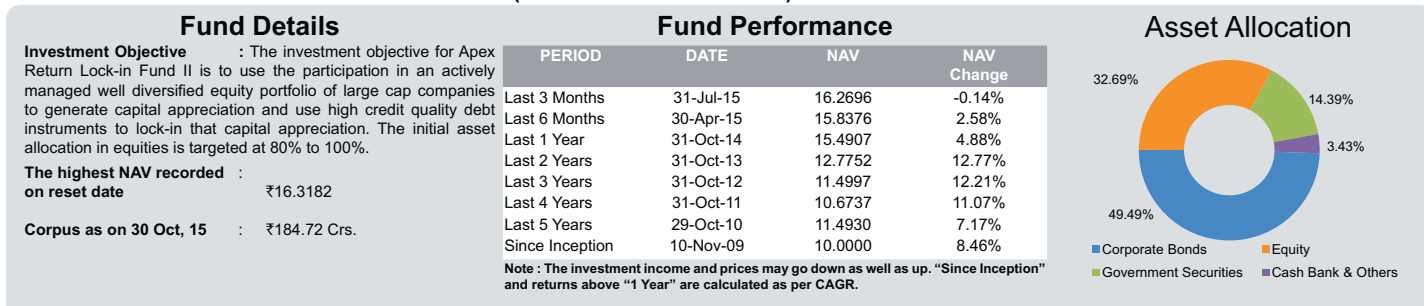 Fund Details
Investment Objective : The investment objective for Apex
Return Lock-in Fund II is to use the participation in an actively
managed well diversified equity portfolio of large cap companies
to generate capital appreciation and use high credit quality debt
instruments to lock-in that capital appreciation. The initial asset
allocation in equities is targeted at 80% to 100%.
The highest NAV recorded :
on reset date ₹16.3182
Corpus as on 30 Oct, 15 : ₹184.72 Crs.
Fund Performance
PERIOD DATE NAV NAV
Change
Last 3 Months 31-Jul-15 16.2696 -0.14%
Last 6 Months 30-Apr-15 15.8376 2.58%
Last 1 Year 31-Oct-14 15.4907 4.88%
Last 2 Years 31-Oct-13 12.7752 12.77%
Last 3 Years 31-Oct-12 11.4997 12.21%
Last 4 Years 31-Oct-11 10.6737 11.07%
Last 5 Years 29-Oct-10 11.4930 7.17%
Since Inception 10-Nov-09 10.0000 8.46%
Note : The investment income and prices may go down as well as up. “Since Inception”
and returns above “1 Year” are calculated as per CAGR.
Asset Allocation
32.69%
14.39%
3.43%
49.49%
Corporate Bonds Equity
Government Securities Cash Bank & Others